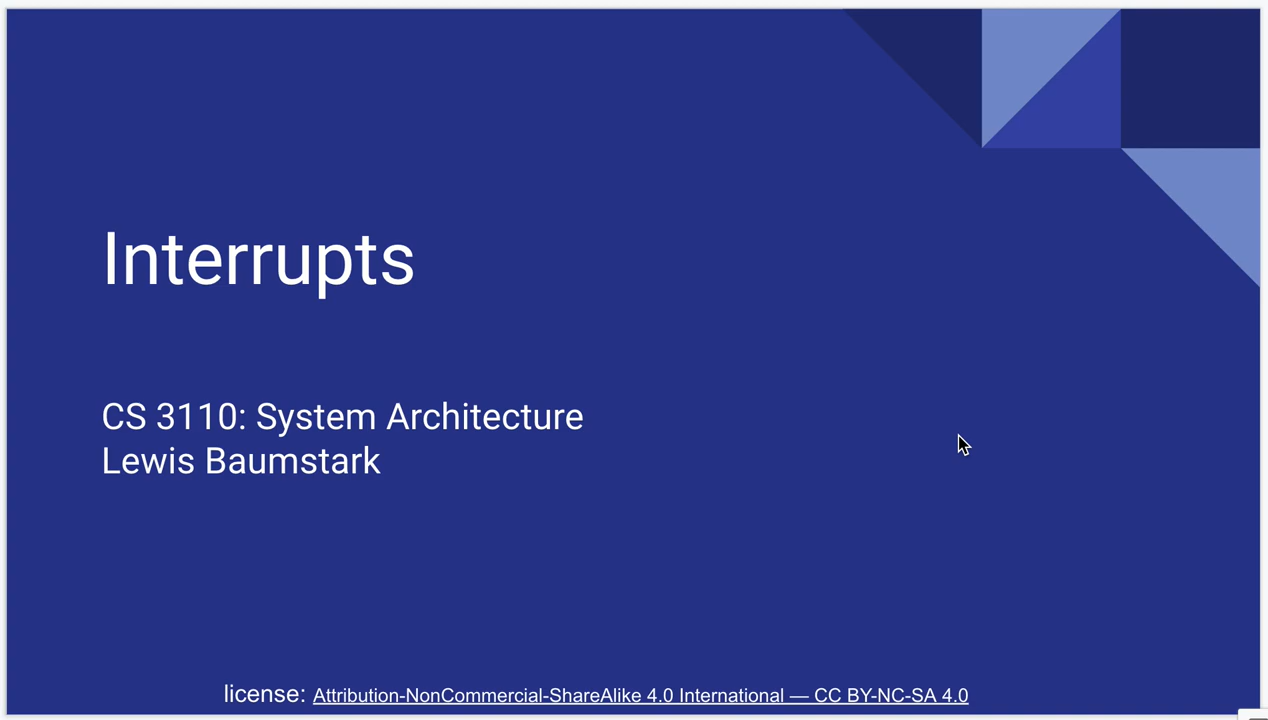 Interrupts
CS 3110: System Architecture
Lewis Baumstark
license: Attribution-NonCommercial-ShareAlike 4.0 International — CC BY-NC-SA 4.0